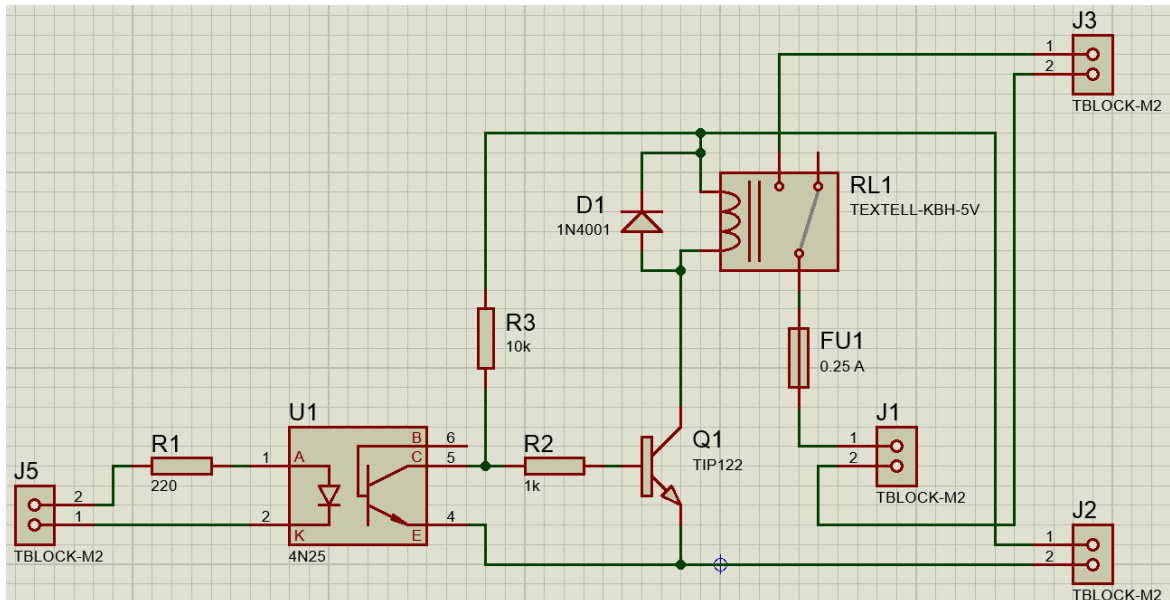 J3
1
2
TBLOCK-M2
RL1
TEXTELL-KBH-5V
D1
1N4001
R3
10k
FU1
0.25 A
J1
1
2
TBLOCK-M2
U1
B 6
A
C 5
1
2
K
E 4
4N25
R1
220
R2
1k
Q1
TIP122
J5
2
1
TBLOCK-M2
J2
1
2
TBLOCK-M2